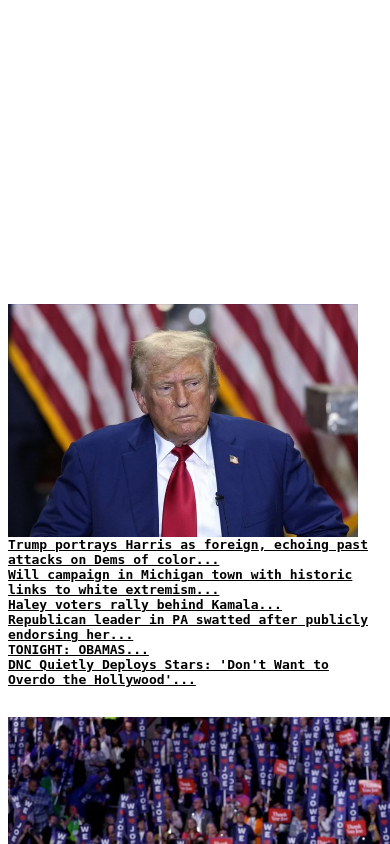 Trump portrays Harris as foreign, echoing past
attacks on Dems of color...
Will campaign in Michigan town with historic
links to white extremism...
Haley voters rally behind Kamala...
Republican leader in PA swatted after publicly
endorsing her...
TONIGHT: OBAMAS...
DNC Quietly Deploys Stars: 'Don't Want to
Overdo the Hollywood'...